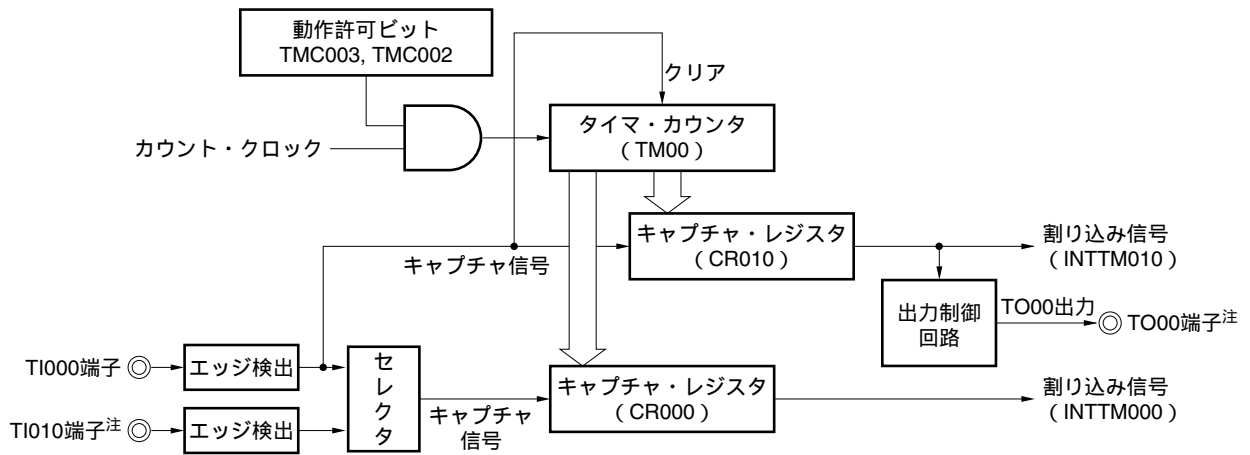 動作許可ビット
TMC003, TMC002
クリア
カウント・クロック
タイマ・カウンタ
（TM00）
キャプチャ・レジスタ
（CR010）
割り込み信号
（INTTM010）
キャプチャ信号
出力制御
回路
TO00出力
TO00端子注
TI000端子
エッジ検出
セレクタ
キャプチャ・レジスタ
（CR000）
割り込み信号
（INTTM000）
キャプチャ
信号
TI010端子注
エッジ検出